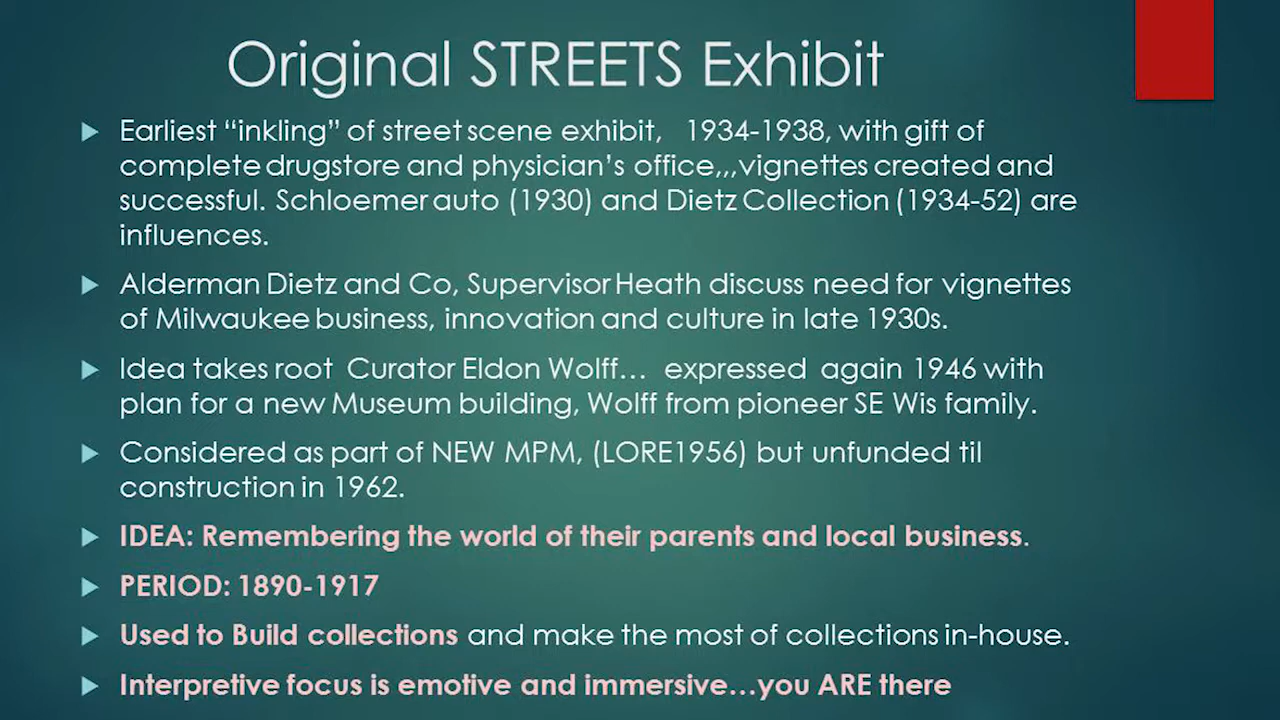 Original STREETS Exhibit
Earliest “inkling” of street scene exhibit, 1934-1938, with gift of
complete drugstore and physician’s office,,,vignettes created and
successful. Schloemer auto (1930) and Dietz Collection (1934-52) are
influences.
Alderman Dietz and Co, Supervisor Heath discuss need for vignettes
of Milwaukee business, innovation and culture in late 1930s.
Idea takes root Curator Eldon Wolff… expressed again 1946 with
plan for a new Museum building, Wolff from pioneer SE Wis family.
Considered as part of NEW MPM, (LORE1956) but unfunded til
construction in 1962.
IDEA: Remembering the world of their parents and local business.
PERIOD: 1890-1917
Used to Build collections and make the most of collections in-house.
Interpretive focus is emotive and immersive…you ARE there